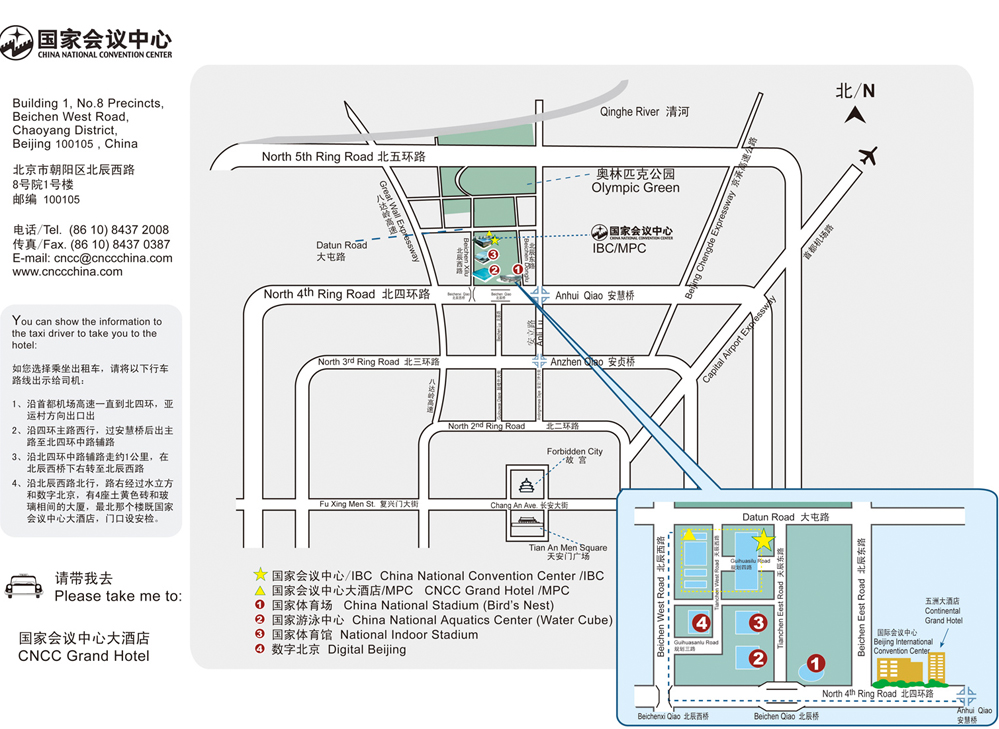 国家会议中心
CHINA NATIONAL CONVENTION CENTER
Building 1, No.8 Precincts,
Beichen West Road,
Chaoyang District,
Beijing 100105 , China
北京市朝阳区北辰西路
8号院1号楼
邮编 100105
电话/Tel. (86 10) 8437 2008
传真/Fax. (86 10) 8437 0387
E-mail: cncc@cnccchina.com
www.cnccchina.com
You can show the information to
the taxi driver to take you to the
hotel:
如您选择乘坐出租车，请将以下行车
路线出示给司机：
1、沿首都机场高速一直到北四环，亚
运村方向出口出
2、沿四环主路西行，过安慧桥后出主
路至北四环中路辅路
3、沿北四环中路辅路走约1公里，在
北辰西桥下右转至北辰西路
4、沿北辰西路北行，路右经过水立方
和数字北京，有4座土黄色砖和玻
璃相间的大厦，最北那个楼既国家
会议中心大酒店，门口设安检。
请带我去
Please take me to:
国家会议中心大酒店
CNCC Grand Hotel
北/N
Qinghe River 清河
North 5th Ring Road 北五环路
奥林匹克公园
Olympic Green
Great Wall Expressway
八达岭高速
Beijing Chengde Expressway 京承高速公路
首都机场路
国家会议中心
CHINA NATIONAL CONVENTION CENTER
IBC/MPC
Datun Road
大屯路
Beichen Xilu
北辰西路
Beichen Donglu
北辰东路
3
2
1
North 4th Ring Road 北四环路
Beichenxi Qiao
北辰西桥
Beichen Qiao
北辰桥
Anhui Qiao 安慧桥
Anli Lu
安立路
Capital Airport Expressway
North 3rd Ring Road 北三环路
Anzhen Qiao 安贞桥
八达岭高速
North 2nd Ring Road 北二环路
Forbidden City
故 宫
Fu Xing Men St. 复兴门大街
Chang An Ave. 长安大街
Tian An Men Square
天安门广场
国家会议中心/IBC China National Convention Center /IBC
国家会议中心大酒店/MPC CNCC Grand Hotel /MPC
1 国家体育场 China National Stadium (Bird's Nest)
2 国家游泳中心 China National Aquatics Center (Water Cube)
3 国家体育馆 National Indoor Stadium
4 数字北京 Digital Beijing
Datun Road 大屯路
Beichen West Road 北辰西路
Tianchen West Road 天辰西路
Guihuasilu Road
规划四路
Tianchen Eest Road 天辰东路
Beichen Eest Road 北辰东路
4
3
Guihuasanlu Road
规划三路
2
1
五洲大酒店
Continental
Grand Hotel
国际会议中心
Beijing International
Convention Center
North 4th Ring Road 北四环路
Beichenxi Qiao 北辰西桥
Beichen Qiao 北辰桥
Anhui Qiao
安慧桥